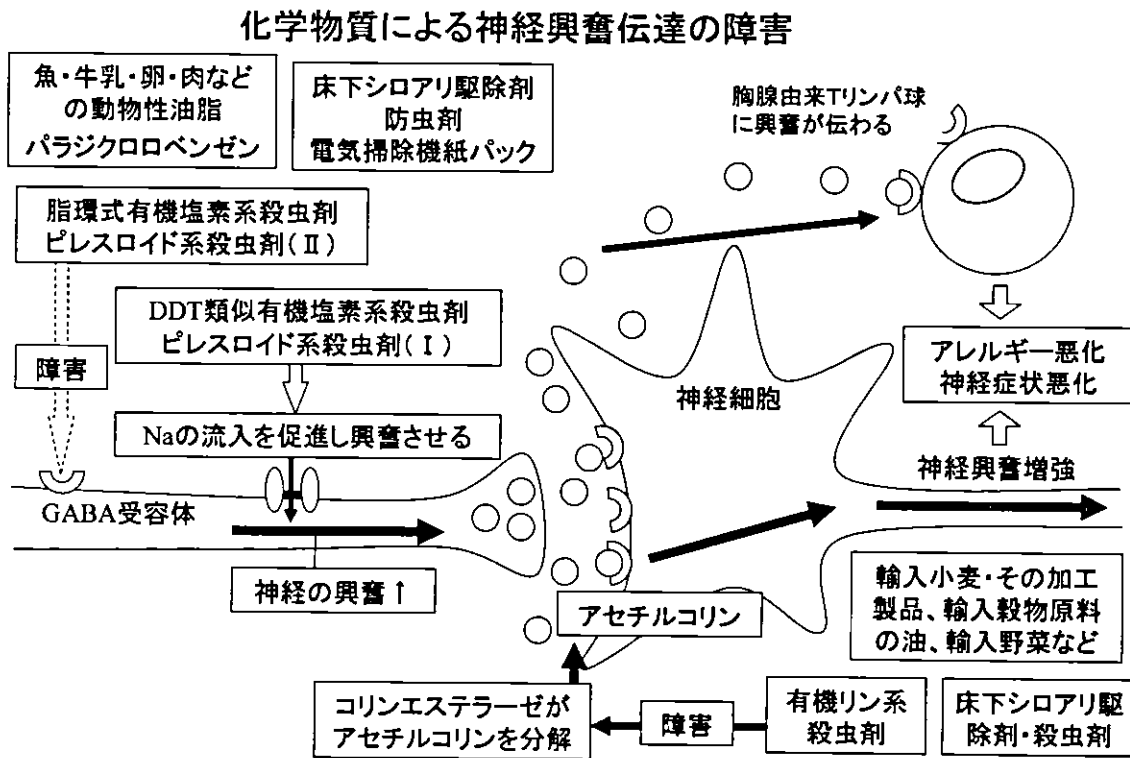 化学物質による神経興奮伝達の障害
魚・牛乳・卵・肉など
の動物性油脂
パラジクロロベンゼン
床下シロアリ駆除剤
防虫剤
電気掃除機紙パック
胸腺由来Tリンパ球
に興奮が伝わる
脂環式有機塩素系殺虫剤
ピレスロイド系殺虫剤(Ⅱ)
DDT類似有機塩素系殺虫剤
ピレスロイド系殺虫剤(Ⅰ)
障害
アレルギー悪化
神経症状悪化
神経細胞
Naの流入を促進し興奮させる
神経興奮増強
GABA受容体
神経の興奮↑
アセチルコリン
輸入小麦・その加工
製品、輸入穀物原料
の油、輸入野菜など
コリンエステラーゼが
アセチルコリンを分解
障害
有機リン系
殺虫剤
床下シロアリ駆
除剤・殺虫剤